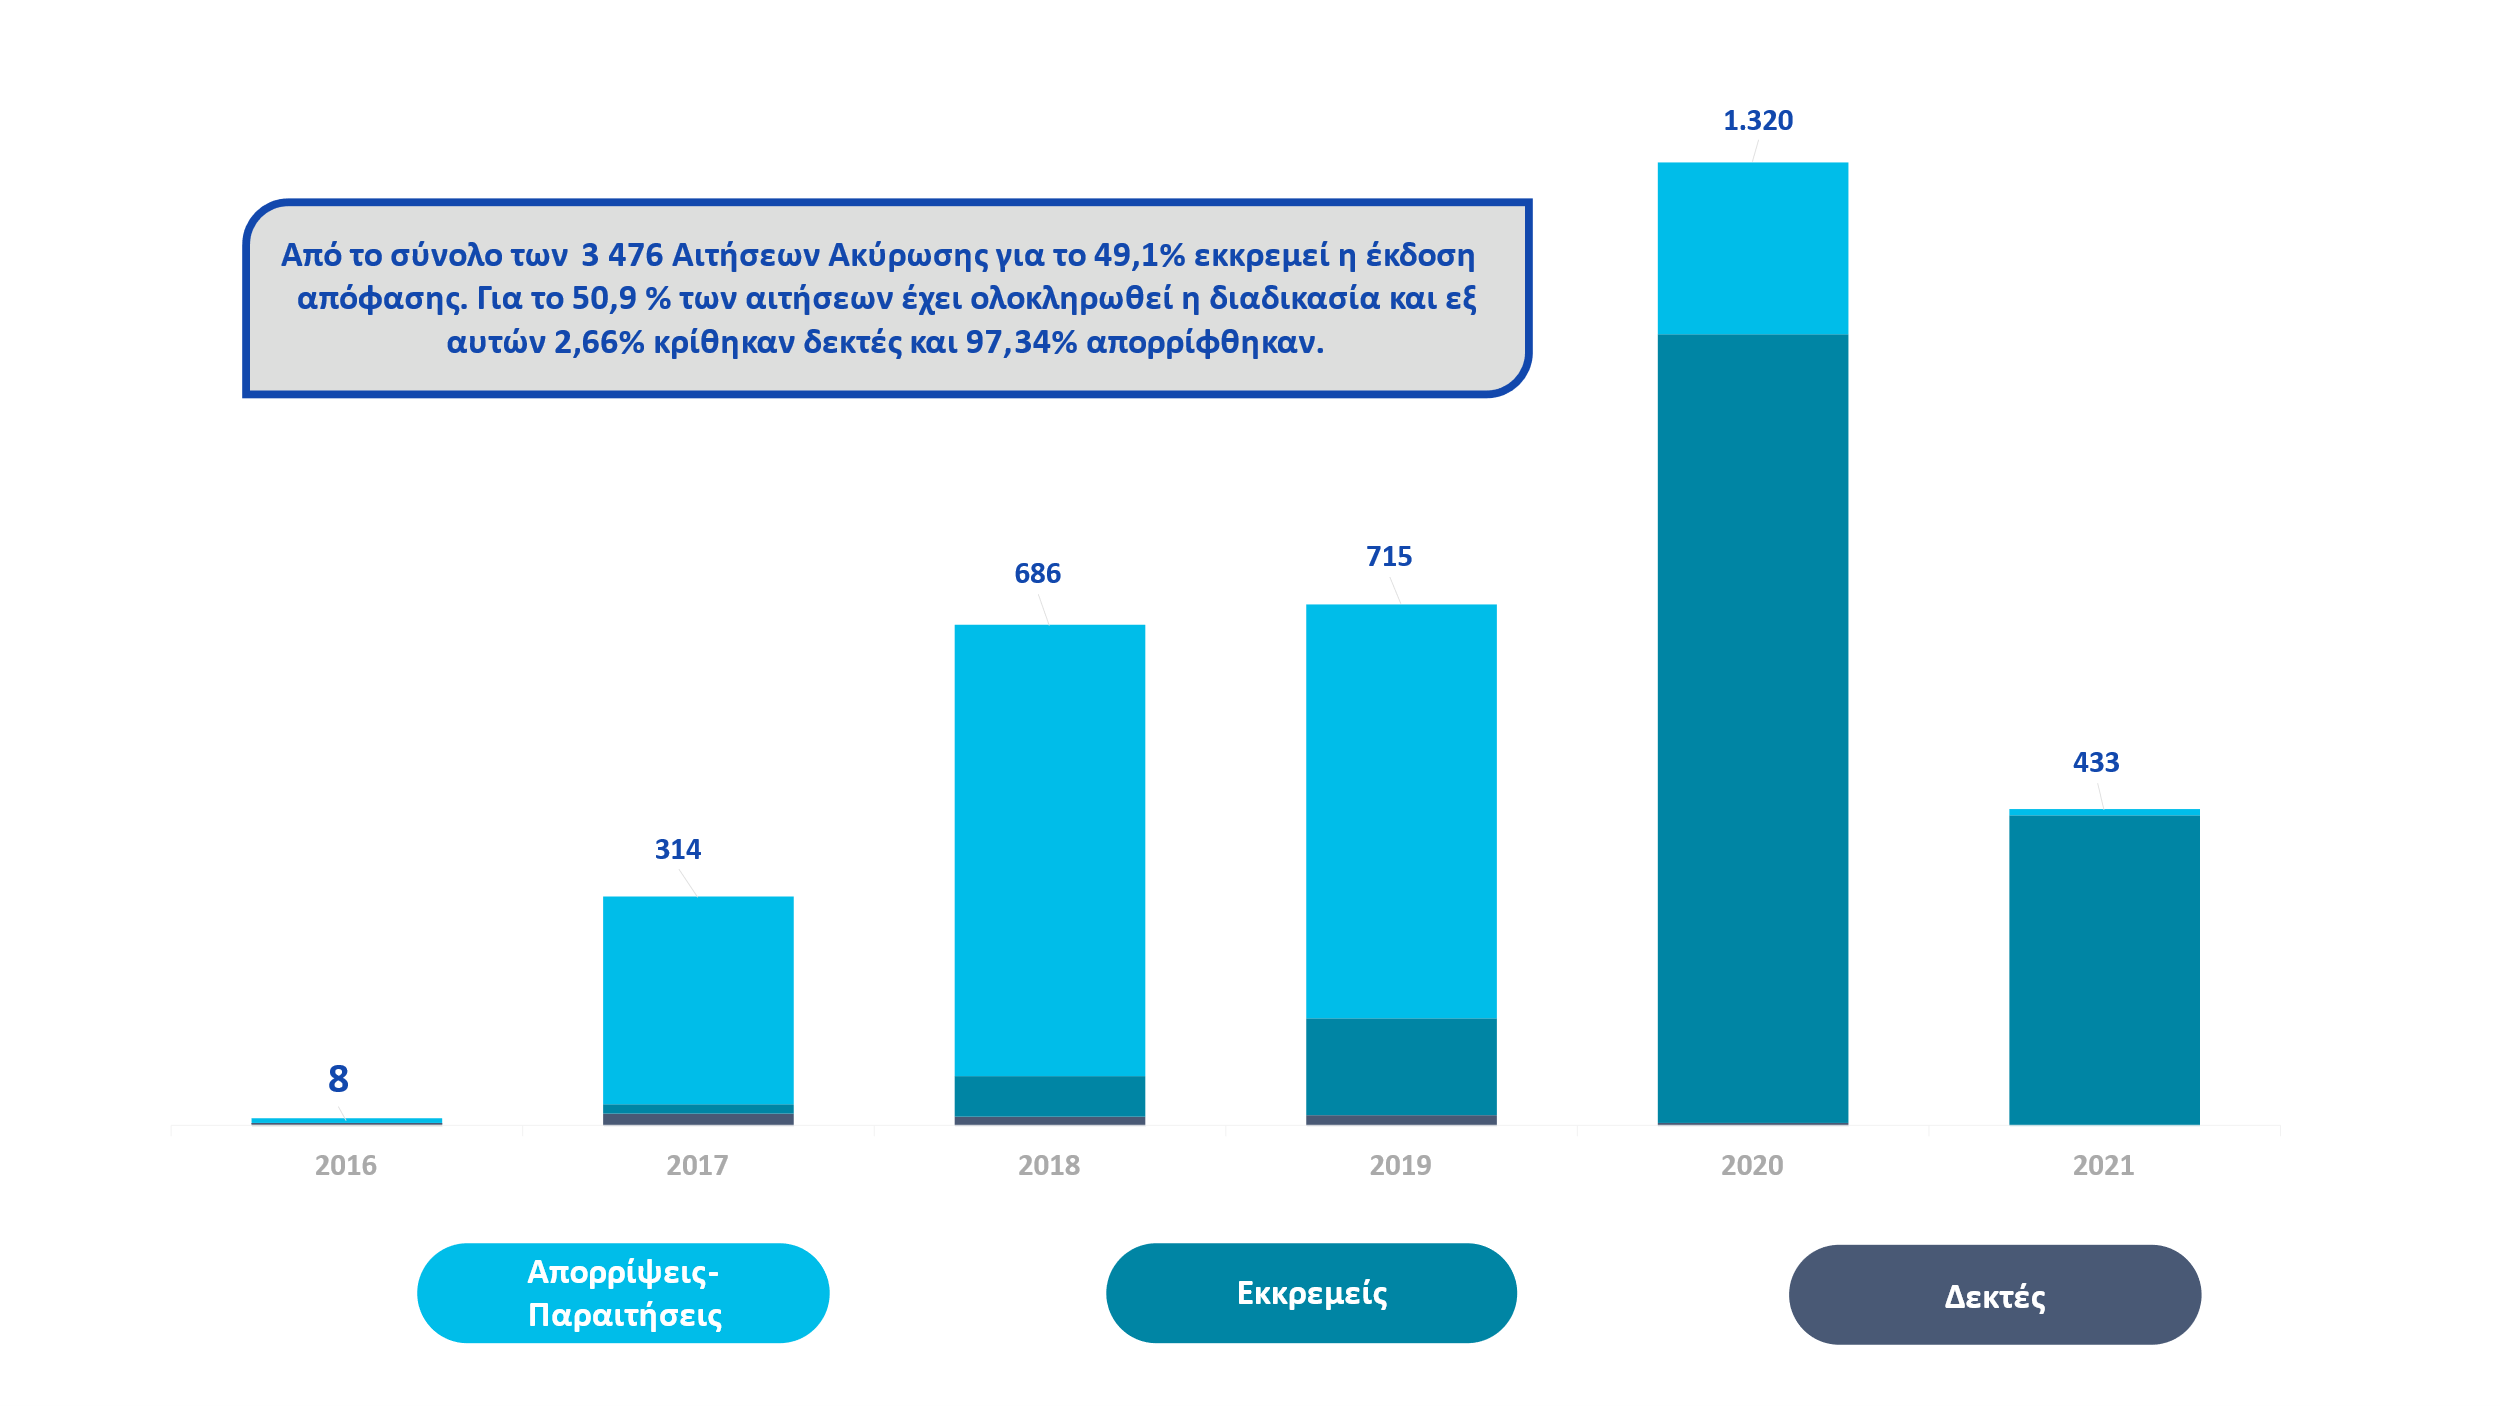 1.320
Από το σύνολο των 3 476 Αιτήσεων Ακύρωσης για το 49,1% εκκρεμεί η έκδοση
απόφασης. Για το 50,9 % των αιτήσεων έχει ολοκληρωθεί η διαδικασία και εξ
αυτών 2,66% κρίθηκαν δεκτές και 97,34% απορρίφθηκαν.
715
686
433
314
8
2016 2017 2018 2019 2020 2021
Απορρίψεις-
Παραιτήσεις
Εκκρεμείς
Δεκτές